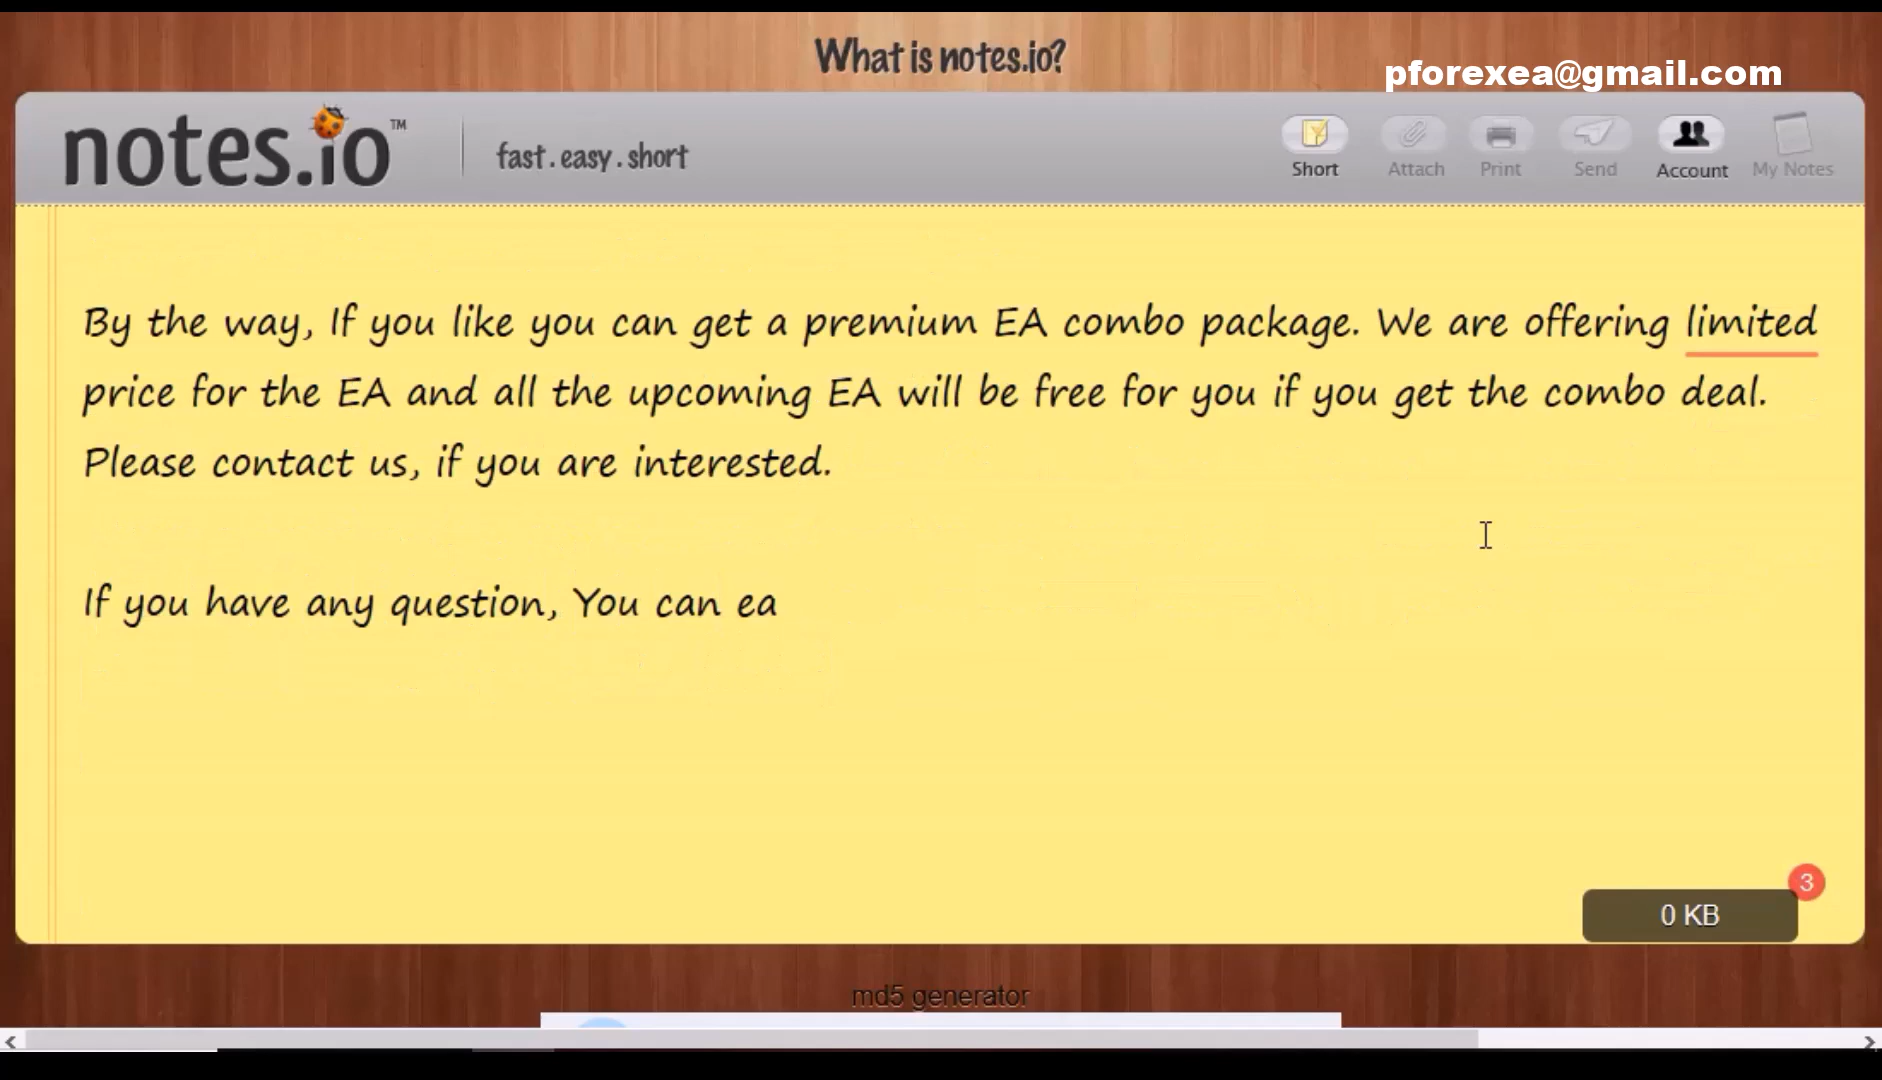 What is notes.io?
pforexea@gmail.com
notes.io™ fast.easy.short
Short Attach Print Send Account My Notes
By the way, If you like you can get a premium EA combo package. We are offering limited
price for the EA and all the upcoming EA will be free for you if you get the combo deal.
Please contact us, if you are interested.
If you have any question, You can ea
3
0 KB
md5 generator